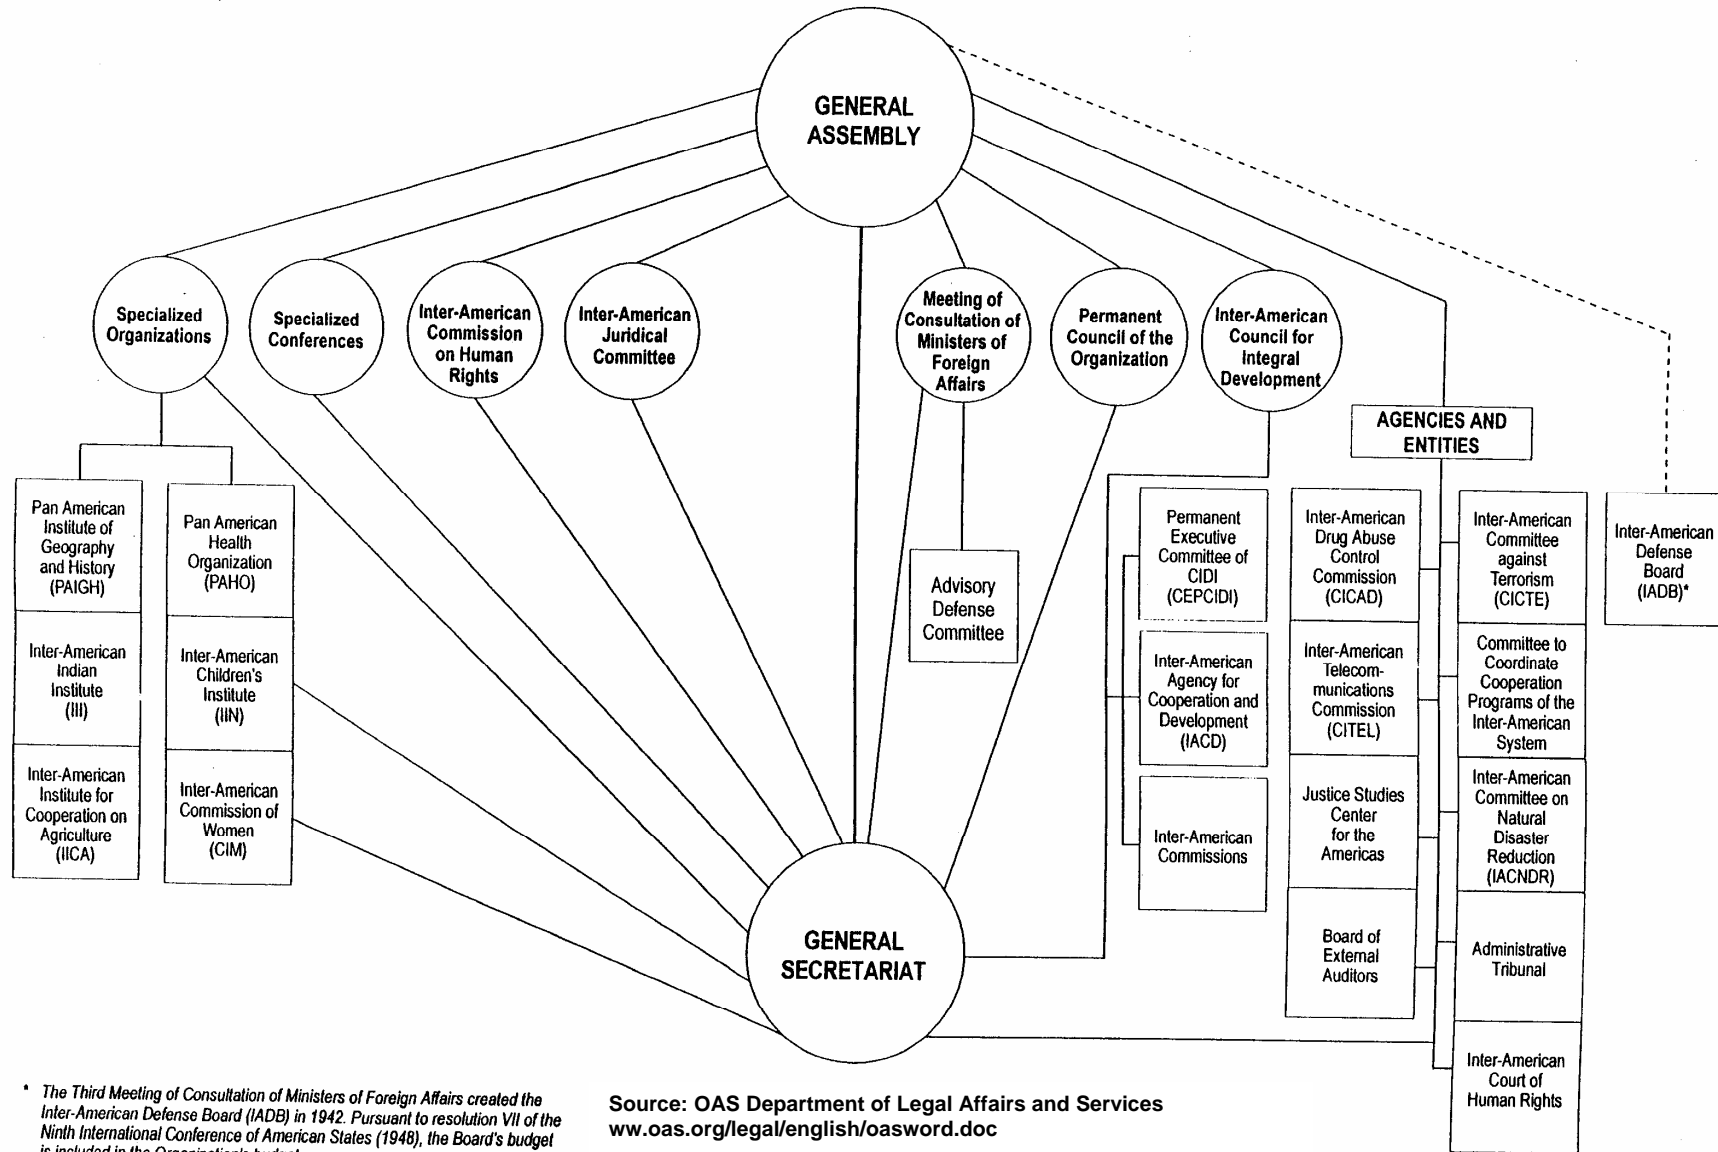 GENERAL
ASSEMBLY
Specialized
Organizations
Specialized
Conferences
Inter-American
Commission
on Human
Rights
Inter-American
Juridical
Committee
Meeting of
Consultation of
Ministers of
Foreign
Affairs
Permanent
Council of the
Organization
Inter-American
Council for
Integral
Development
AGENCIES AND
ENTITIES
Pan American
Institute of
Geography
and History
(PAIGH)
Inter-American
Indian
Institute
(III)
Inter-American
Institute for
Cooperation on
Agriculture
(IICA)
Pan American
Health
Organization
(PAHO)
Inter-American
Children's
Institute
(IIN)
Inter-American
Commission of
Women
(CIM)
Advisory
Defense
Committee
Permanent
Executive
Committee of
CIDI
(CEPCIDI)
Inter-American
Agency for
Cooperation and
Development
(IACD)
Inter-American
Commissions
Inter-American
Drug Abuse
Control
Commission
(CICAD)
Inter-American
Telecom-
munications
Commission
(CITEL)
Justice Studies
Center
for the
Americas
Board of
External
Auditors
Inter-American
Committee
against
Terrorism
(CICTE)
Committee to
Coordinate
Cooperation
Programs of the
Inter-American
System
Inter-American
Committee on
Natural
Disaster
Reduction
(IACNDR)
Administrative
Tribunal
Inter-American
Court of
Human Rights
Inter-American
Defense
Board
(IADB)*
GENERAL
SECRETARIAT
* The Third Meeting of Consultation of Ministers of Foreign Affairs created the
Inter-American Defense Board (IADB) in 1942. Pursuant to resolution VII of the
Ninth International Conference of American States (1948), the Board's budget
is included in the Organization's budget
Source: OAS Department of Legal Affairs and Services
ww.oas.org/legal/english/oasword.doc